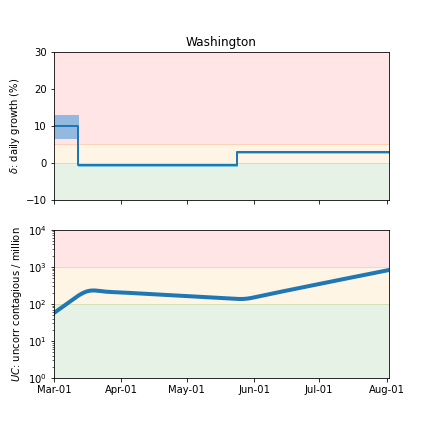 Washington
30
20
10
0
−10
δ: daily growth (%)
10⁴
10³
10²
10¹
10⁰
UC: uncorr contagious / million
Mar-01 Apr-01 May-01 Jun-01 Jul-01 Aug-01